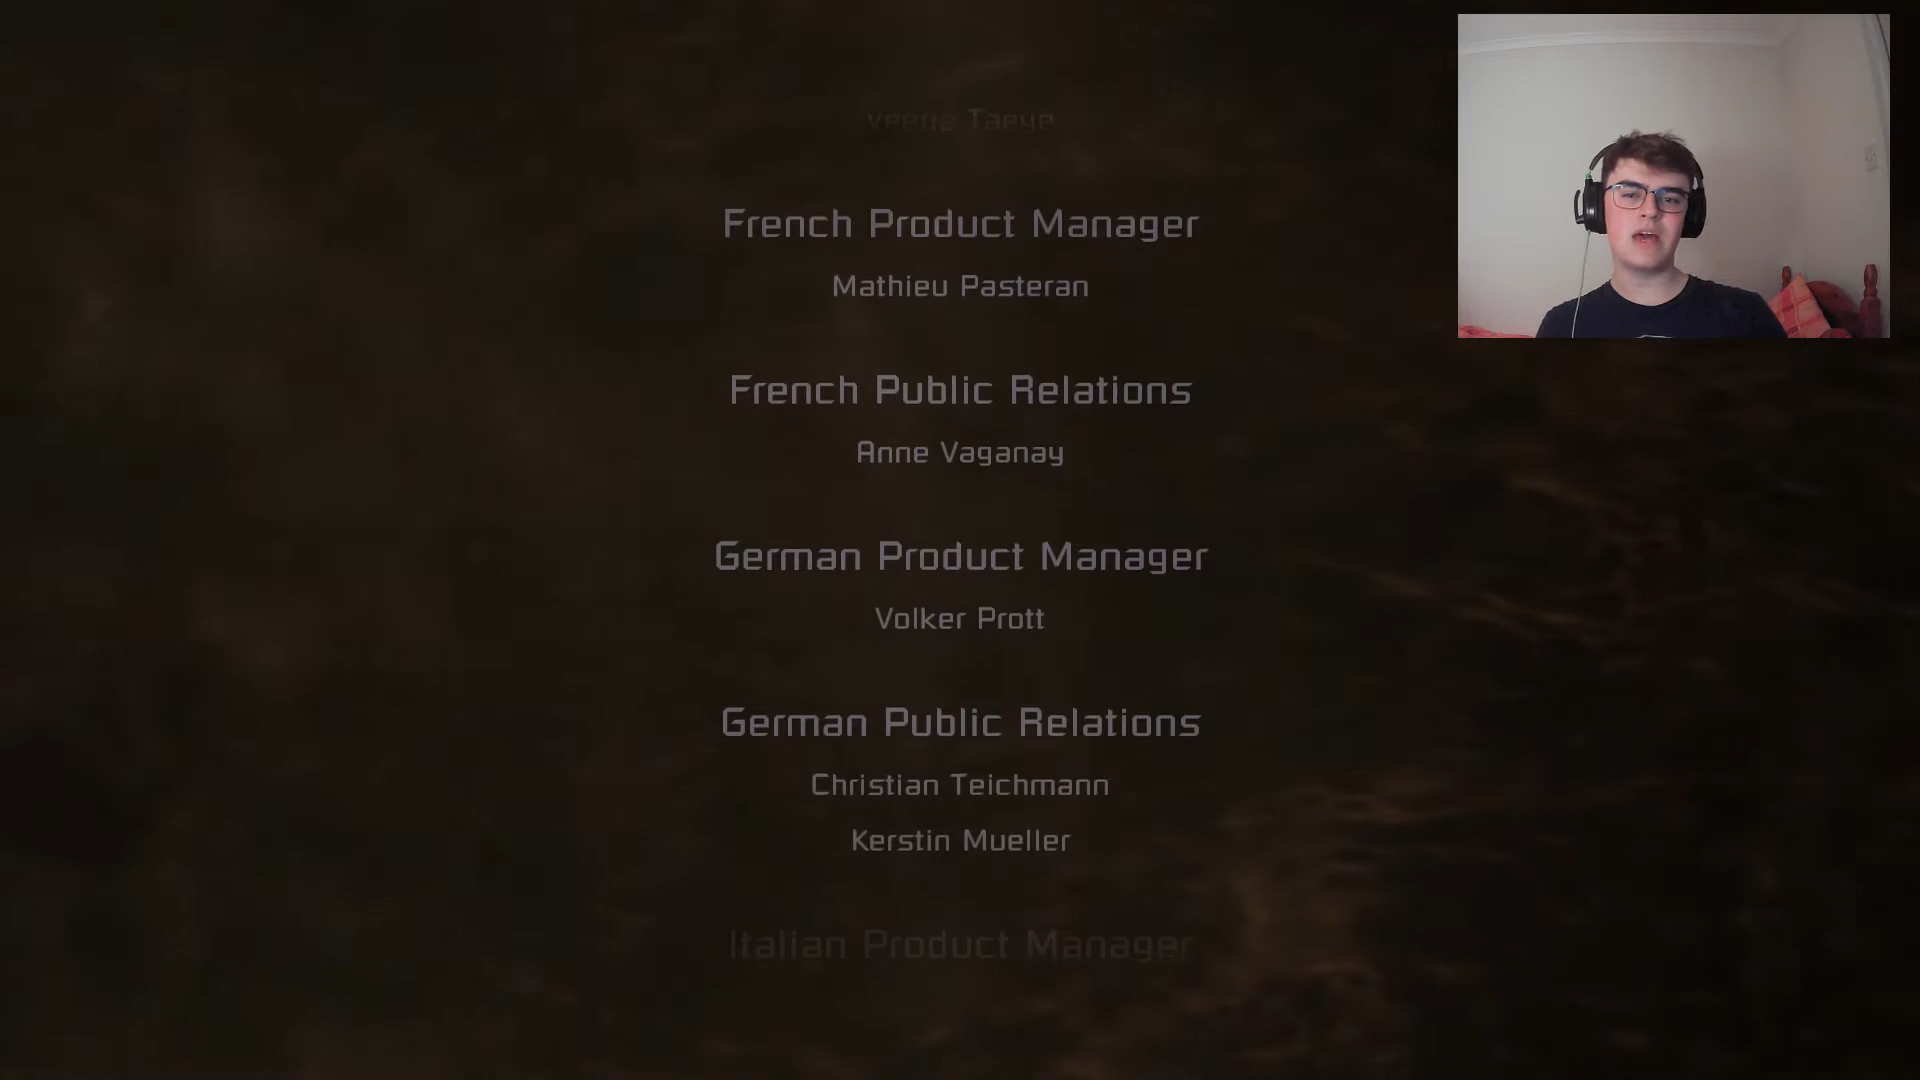 French Product Manager
Mathieu Pasteran
French Public Relations
Anne Vaganay
German Product Manager
Volker Prott
German Public Relations
Christian Teichmann
Kerstin Mueller
Italian Product Manager